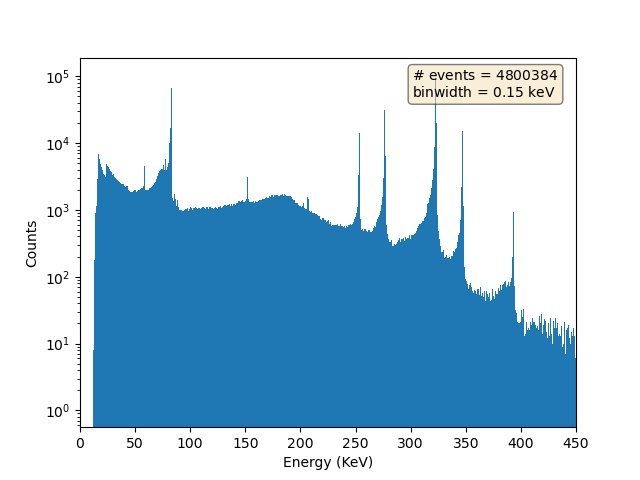 # events = 4800384
binwidth = 0.15 keV
10⁵
10⁴
10³
10²
10¹
10⁰
Counts
0 50 100 150 200 250 300 350 400 450
Energy (KeV)